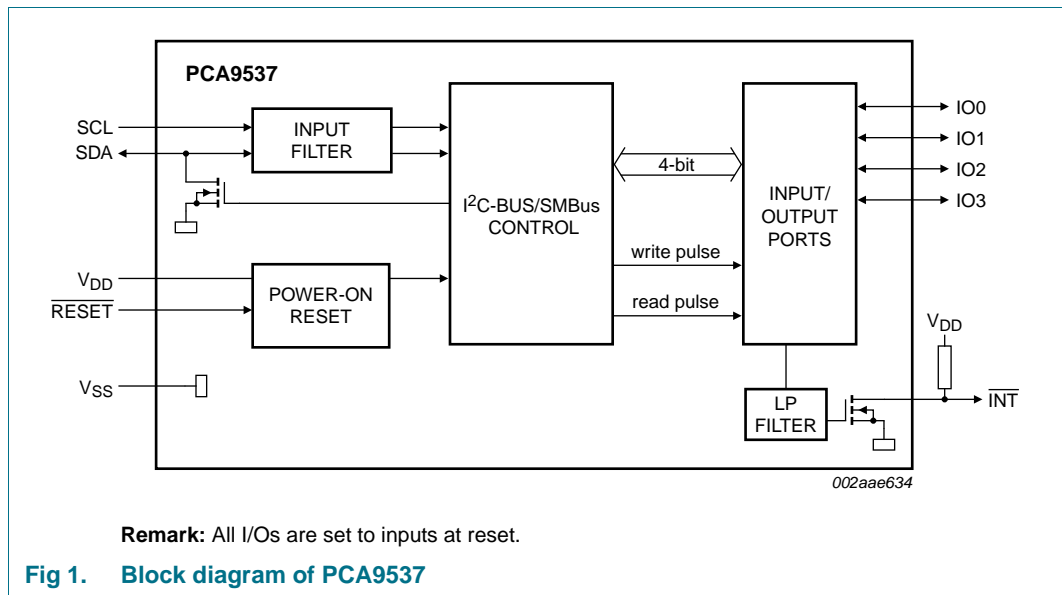 PCA9537
SCL
SDA
INPUT
FILTER
I²C-BUS/SMBus
CONTROL
4-bit
write pulse
read pulse
INPUT/
OUTPUT
PORTS
IO0
IO1
IO2
IO3
VDD
RESET
POWER-ON
RESET
VSS
LP
FILTER
VDD
INT
002aae634
Remark: All I/Os are set to inputs at reset.
Fig 1. Block diagram of PCA9537